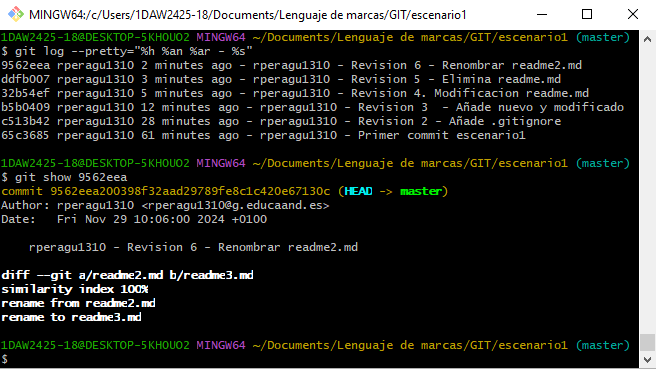 MINGW64:/c/Users/1DAW2425-18/Documents/Lenguaje de marcas/GIT/escenario1
1DAW2425-18@DESKTOP-5KHOUO2 MINGW64 ~/Documents/Lenguaje de marcas/GIT/escenario1 (master)
$ git log --pretty="%h %an %ar - %s"
9562eea rperagu1310 2 minutes ago - rperagu1310 - Revision 6 - Renombrar readme2.md
ddfb007 rperagu1310 3 minutes ago - rperagu1310 - Revision 5 - Elimina readme.md
32b54ef rperagu1310 5 minutes ago - rperagu1310 - Revision 4. Modificacion readme.md
b5b0409 rperagu1310 12 minutes ago - rperagu1310 - Revision 3  - Añade nuevo y modificado
c513b42 rperagu1310 28 minutes ago - rperagu1310 - Revision 2 - Añade .gitignore
65c3685 rperagu1310 61 minutes ago - rperagu1310 - Primer commit escenario1
1DAW2425-18@DESKTOP-5KHOUO2 MINGW64 ~/Documents/Lenguaje de marcas/GIT/escenario1 (master)
$ git show 9562eea
commit 9562eea200398f32aad29789fe8c1c420e67130c (HEAD -> master)
Author: rperagu1310 <rperagu1310@g.educaand.es>
Date:   Fri Nov 29 10:06:00 2024 +0100
rperagu1310 - Revision 6 - Renombrar readme2.md
diff --git a/readme2.md b/readme3.md
similarity index 100%
rename from readme2.md
rename to readme3.md
1DAW2425-18@DESKTOP-5KHOUO2 MINGW64 ~/Documents/Lenguaje de marcas/GIT/escenario1 (master)
$